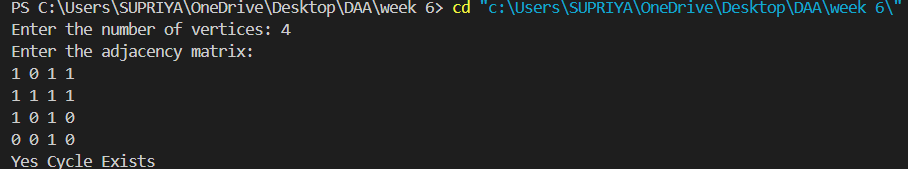 PS C:\Users\SUPRIYA\OneDrive\Desktop\DAA\week 6> cd "c:\Users\SUPRIYA\OneDrive\Desktop\DAA\week 6\"
Enter the number of vertices: 4
Enter the adjacency matrix:
1 0 1 1
1 1 1 1
1 0 1 0
0 0 1 0
Yes Cycle Exists